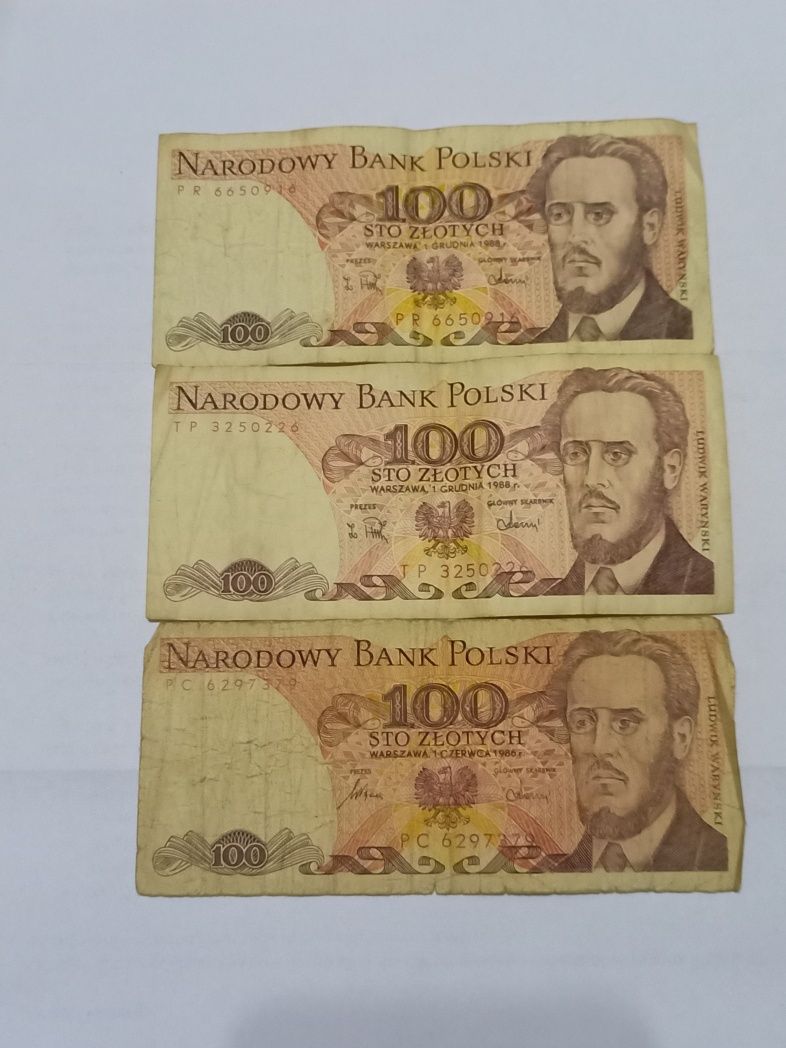 NARODOWY BANK POLSKI
PR 6650916
100
STO ZŁOTYCH
WARSZAWA, 1 GRUDNIA 1988 r.
PREZES
GŁÓWNY SKARBNIK
PR 6650916
100
LUDWIK WARYŃSKI
NARODOWY BANK POLSKI
TP 3250226
100
STO ZŁOTYCH
WARSZAWA, 1 GRUDNIA 1988 r.
PREZES
GŁÓWNY SKARBNIK
TP 3250226
100
LUDWIK WARYŃSKI
NARODOWY BANK POLSKI
PC 6297379
100
STO ZŁOTYCH
WARSZAWA, 1 CZERWCA 1986 r.
PREZES
GŁÓWNY SKARBNIK
PC 6297379
100
LUDWIK WARYŃSKI